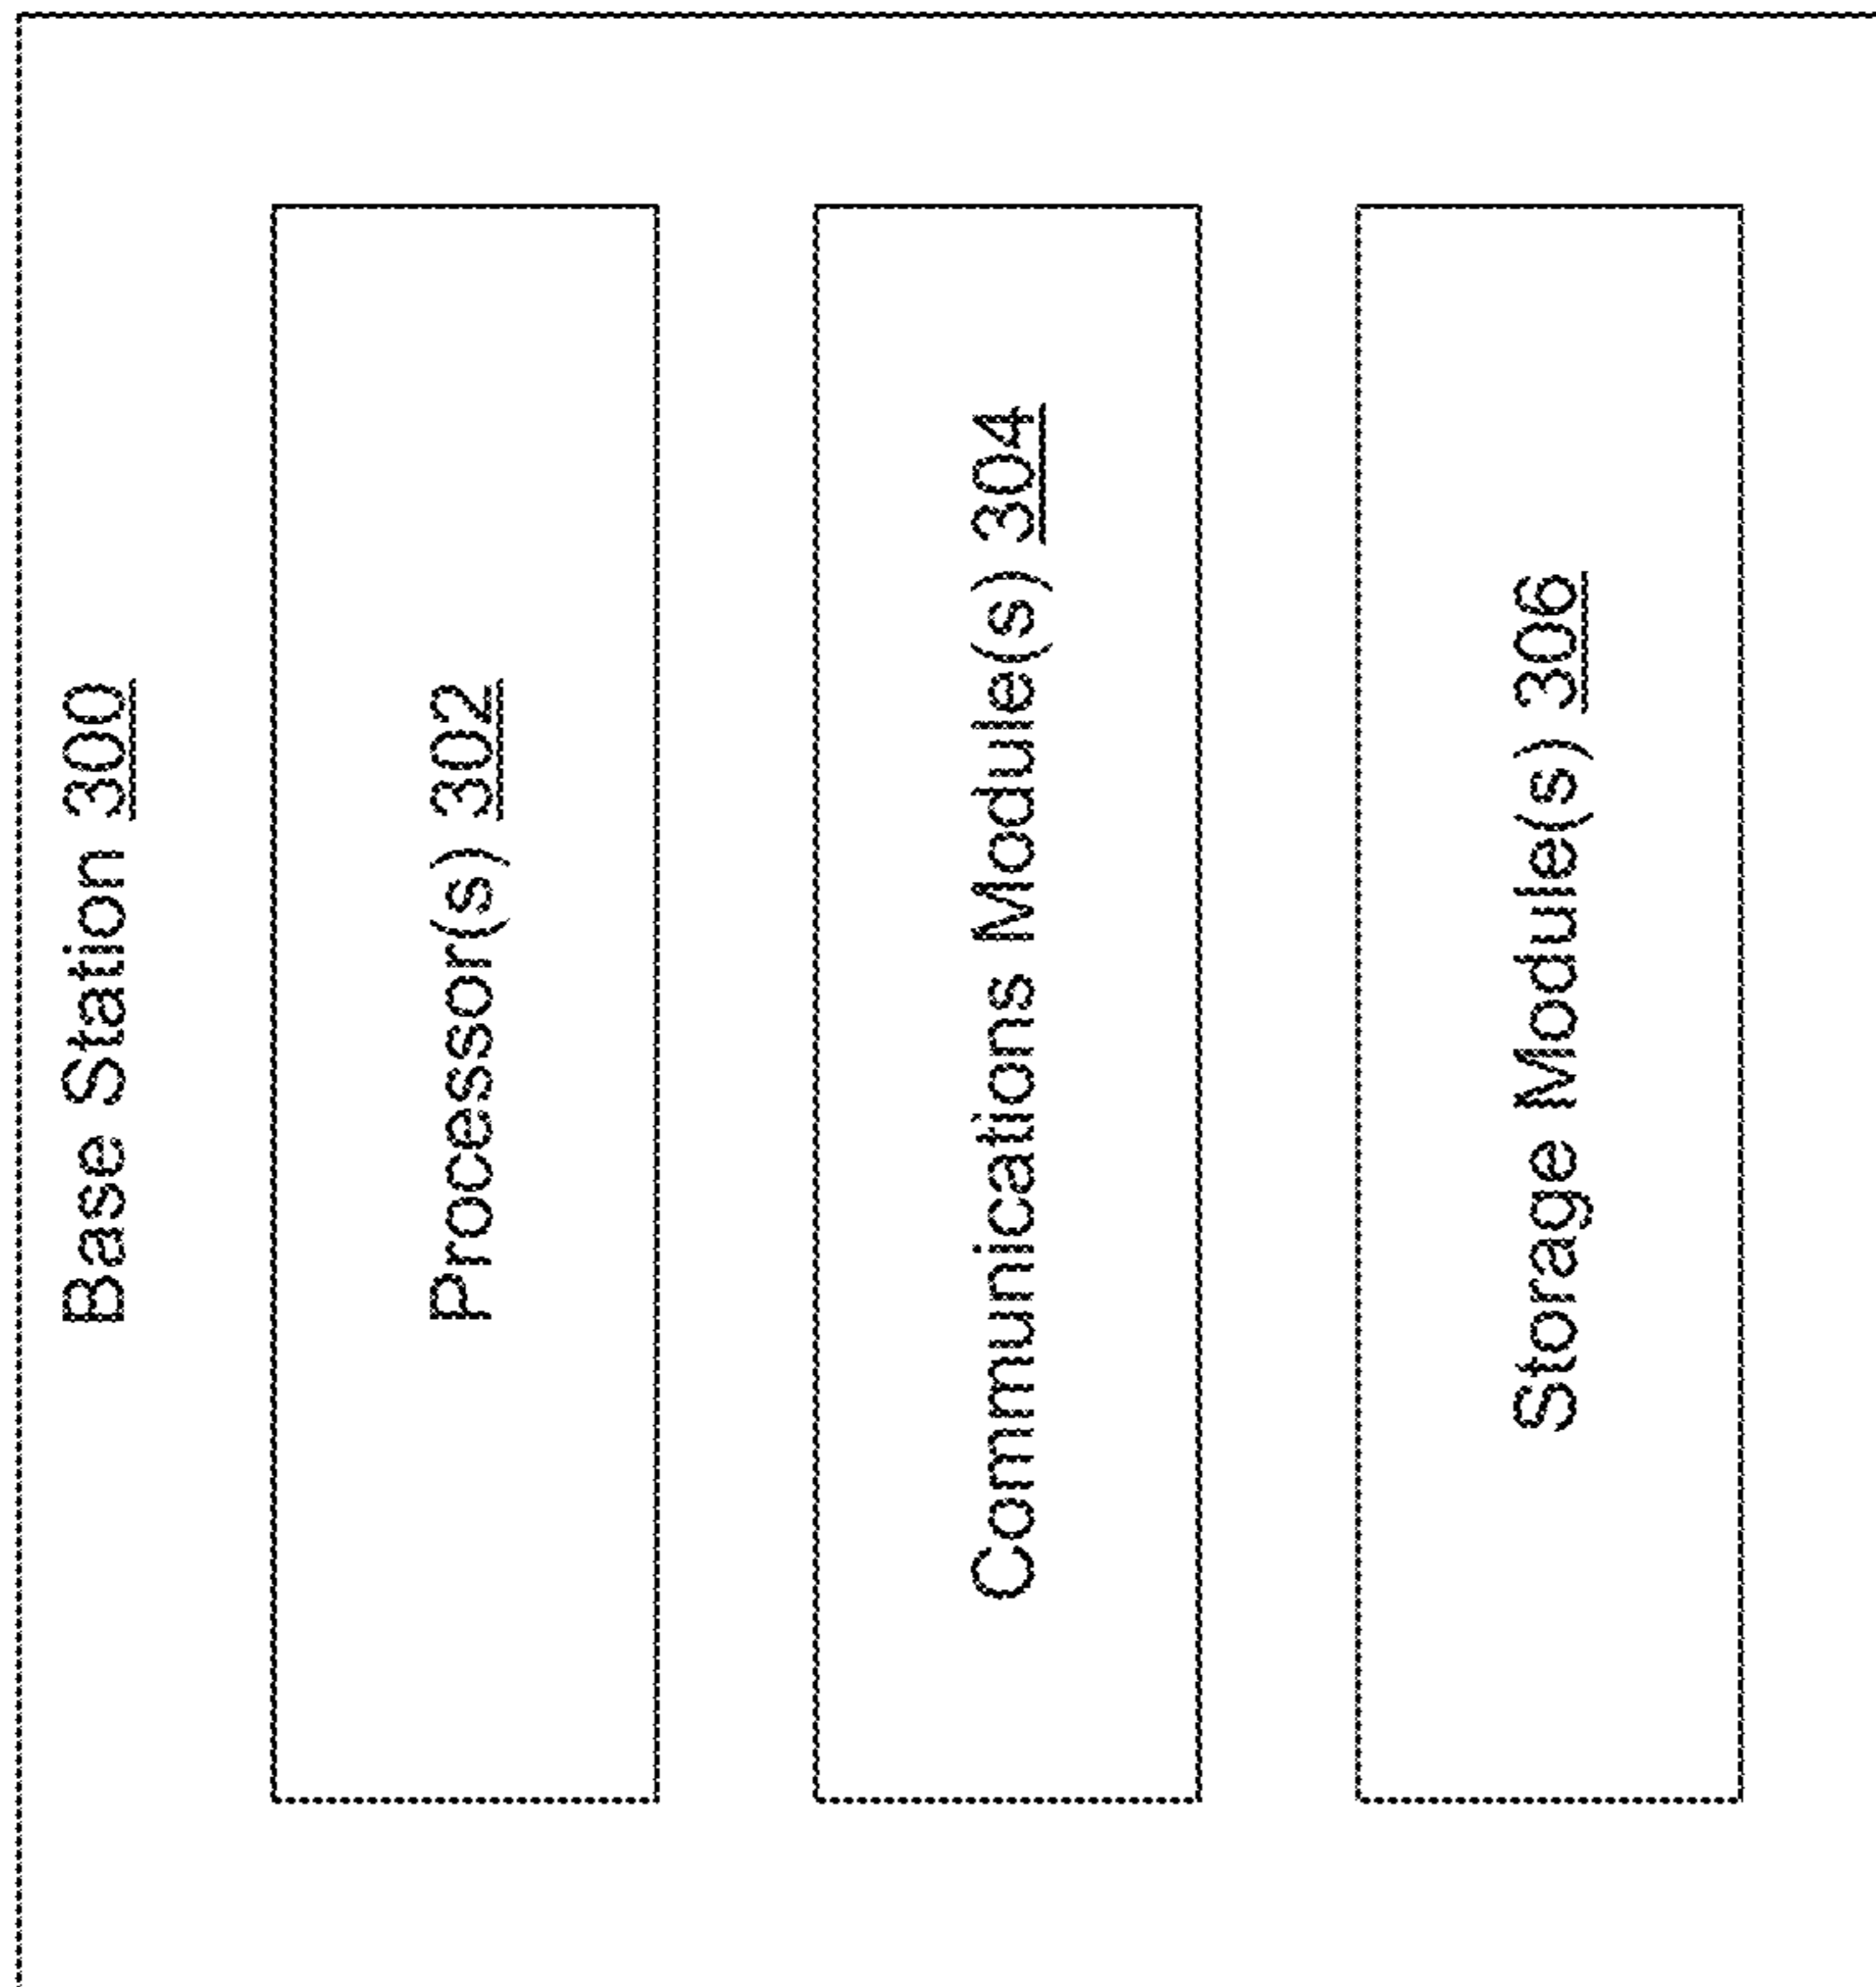 Base Station 300
Processor(s) 302
Communications Module(s) 304
Storage Module(s) 306